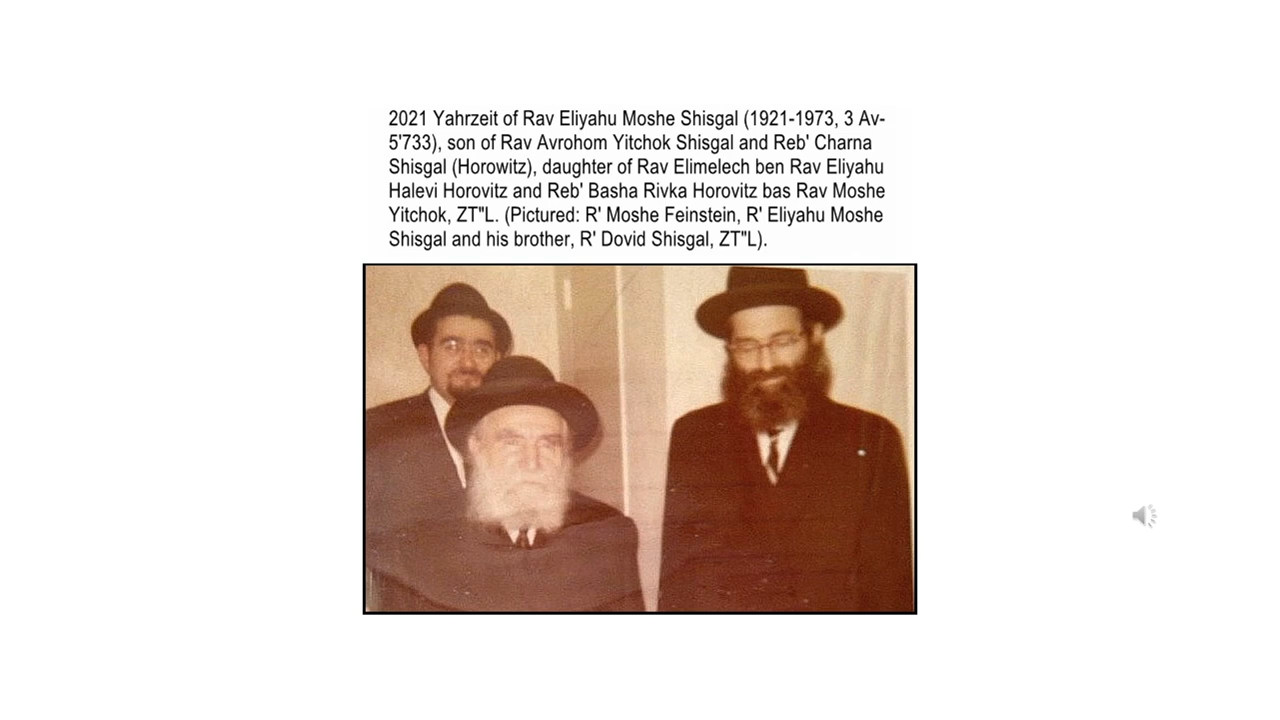 2021 Yahrzeit of Rav Eliyahu Moshe Shisgal (1921-1973, 3 Av-
5'733), son of Rav Avrohom Yitchok Shisgal and Reb' Charna
Shisgal (Horowitz), daughter of Rav Elimelech ben Rav Eliyahu
Halevi Horovitz and Reb' Basha Rivka Horovitz bas Rav Moshe
Yitchok, ZT"L. (Pictured: R' Moshe Feinstein, R' Eliyahu Moshe
Shisgal and his brother, R' Dovid Shisgal, ZT"L).